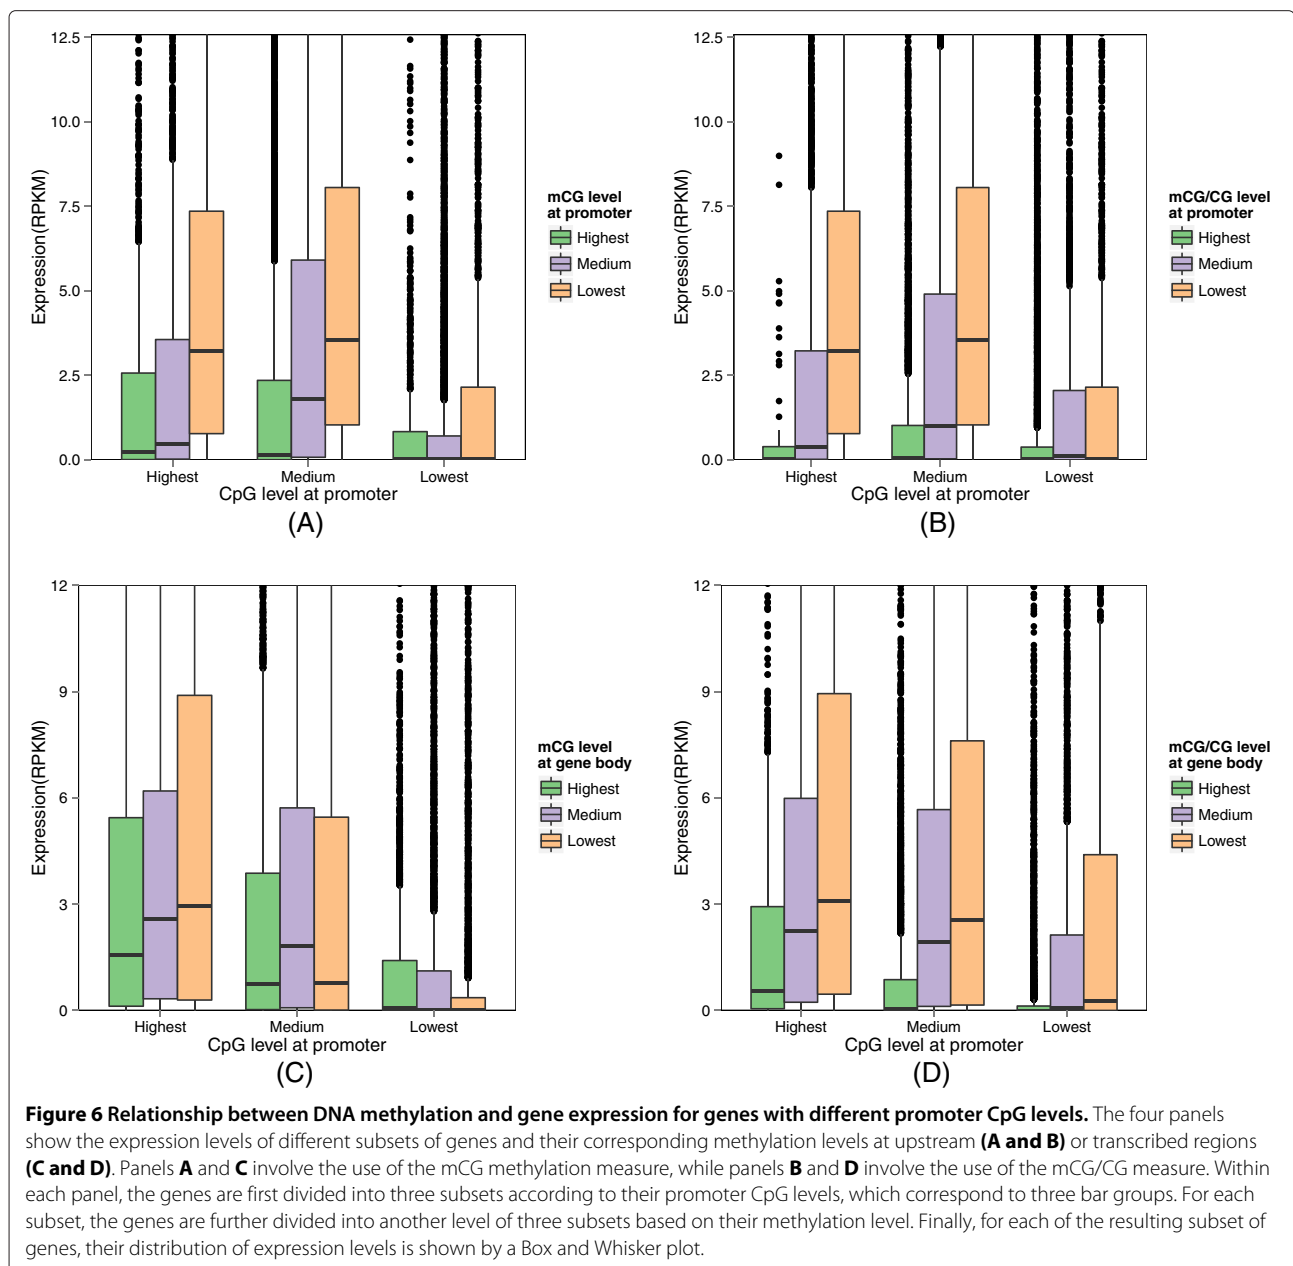 12.5
10.0
7.5
5.0
2.5
0.0
Expression(RPKM)
Highest Medium Lowest
CpG level at promoter
mCG level
at promoter
Highest
Medium
Lowest
(A)
12.5
10.0
7.5
5.0
2.5
0.0
Expression(RPKM)
Highest Medium Lowest
CpG level at promoter
mCG/CG level
at promoter
Highest
Medium
Lowest
(B)
12
9
6
3
0
Expression(RPKM)
Highest Medium Lowest
CpG level at promoter
mCG level
at gene body
Highest
Medium
Lowest
(C)
12
9
6
3
0
Expression(RPKM)
Highest Medium Lowest
CpG level at promoter
mCG/CG level
at gene body
Highest
Medium
Lowest
(D)
Figure 6 Relationship between DNA methylation and gene expression for genes with different promoter CpG levels. The four panels
show the expression levels of different subsets of genes and their corresponding methylation levels at upstream (A and B) or transcribed regions
(C and D). Panels A and C involve the use of the mCG methylation measure, while panels B and D involve the use of the mCG/CG measure. Within
each panel, the genes are first divided into three subsets according to their promoter CpG levels, which correspond to three bar groups. For each
subset, the genes are further divided into another level of three subsets based on their methylation level. Finally, for each of the resulting subset of
genes, their distribution of expression levels is shown by a Box and Whisker plot.